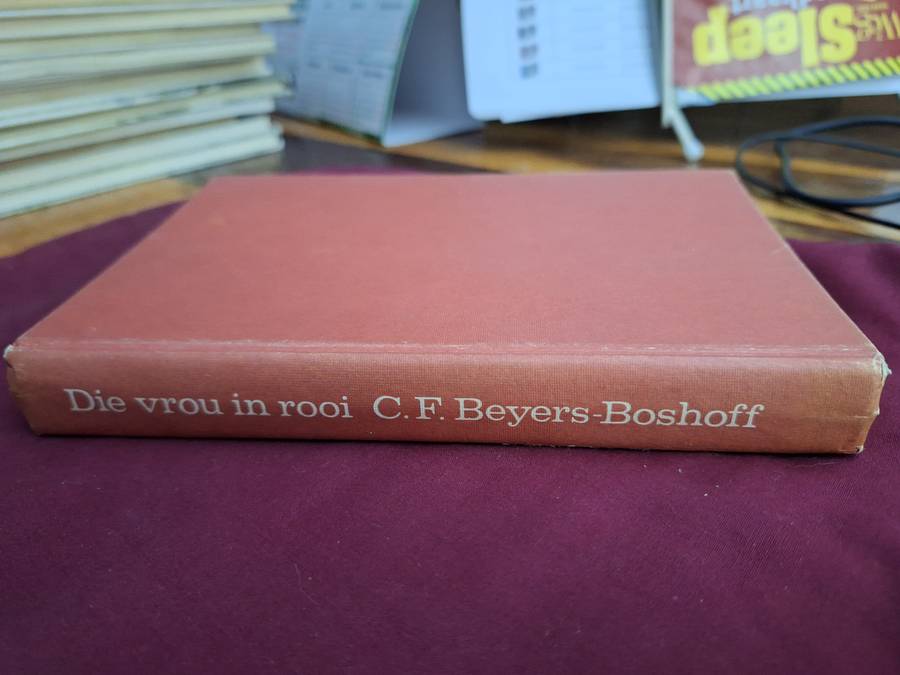 Die vrou in rooi C.F. Beyers-Boshoff
Sleep